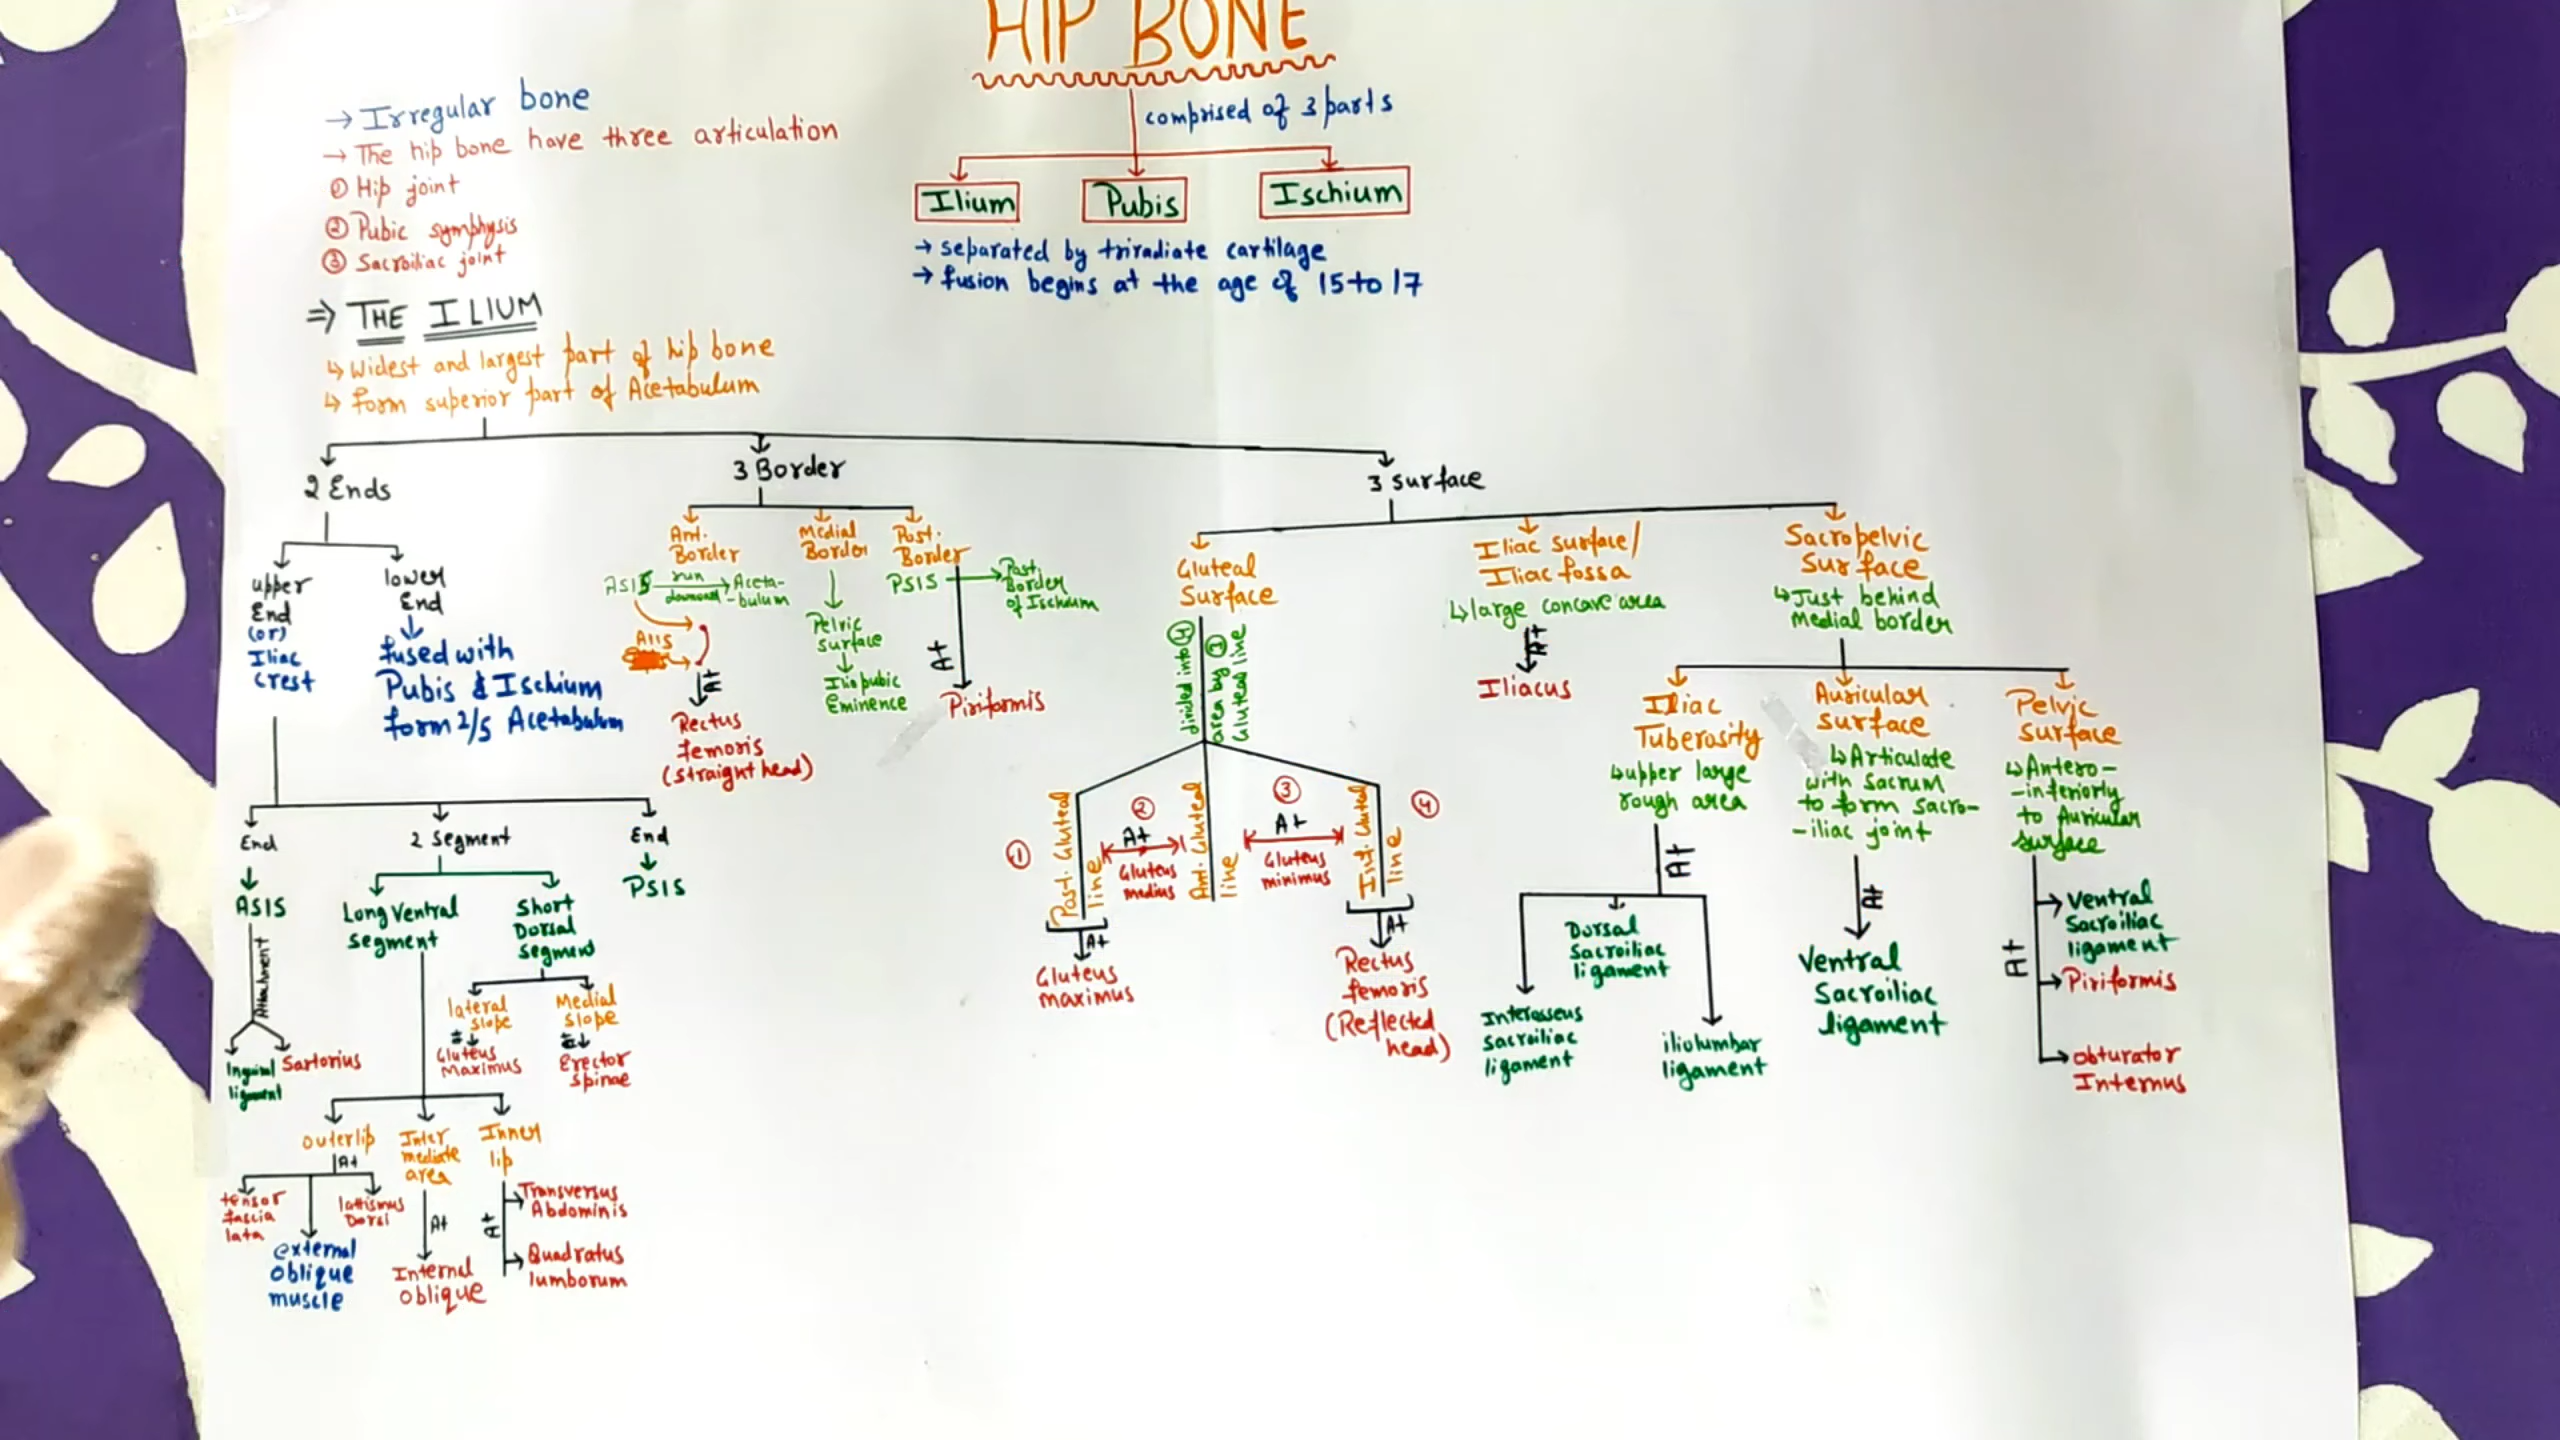 HIP BONE
→ Irregular bone
→ The hip bone have three articulation
① Hip joint
② Pubic symphysis
③ Sacroiliac joint
comprised of 3 parts
Ilium
Pubis
Ischium
→ separated by triradiate cartilage
→ fusion begins at the age of 15 to 17
⇒ THE ILIUM
↳ Widest and largest part of hip bone
↳ form superior part of Acetabulum
2 Ends
3 Border
3 surface
upper
End
(or)
Iliac
crest
lower
End
fused with
Pubis & Ischium
form 2/5 Acetabulum
End
ASIS
Attachment
Inguinal
ligament
Sartorius
2 segment
End
PSIS
Long Ventral
segment
Short
Dorsal
segment
lateral
slope
Gluteus
Maximus
Medial
slope
Erector
spinae
outerlip
At
tensor
fascia
lata
external
oblique
muscle
lattismus
Dorsi
Inter
mediate
area
At
Internal
oblique
Inner
lip
At
Transversus
Abdominis
Quadratus
lumborum
Ant.
Border
ASIS
run
downward
Aceta-
-bulum
AIIS
At
Rectus
femoris
(straight head)
Medial
Border
Pelvic
surface
Iliopubic
Eminence
Post.
Border
PSIS
Post.
Border
of Ischium
At
Piriformis
Gluteal
Surface
divided into ④
area by ③
Gluteal line
①
Post. Gluteal
line
At
Gluteus
maximus
②
At
Gluteus
medius
Ant. Gluteal
line
③
At
Gluteus
minimus
Inf. Gluteal
line
④
At
Rectus
femoris
(Reflected
head)
Iliac surface/
Iliac fossa
↳ large concave area
At
Iliacus
Sacropelvic
Surface
↳ Just behind
Medial border
Iliac
Tuberosity
↳ upper large
rough area
At
Interosseus
sacroiliac
ligament
Dorsal
Sacroiliac
ligament
iliolumbar
ligament
Auricular
surface
↳ Articulate
with sacrum
to form sacro-
-iliac joint
At
Ventral
Sacroiliac
ligament
Pelvic
surface
↳ Antero-
-inferiorly
to Auricular
surface
At
Ventral
Sacroiliac
ligament
Piriformis
obturator
Internus